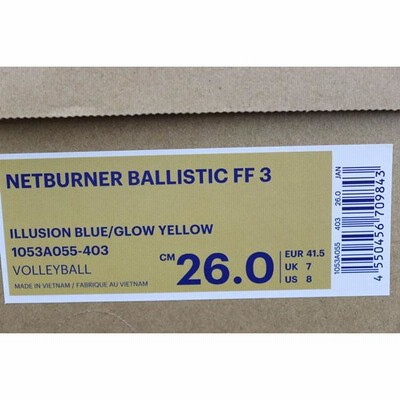 NETBURNER BALLISTIC FF 3
ILLUSION BLUE/GLOW YELLOW
1053A055-403
VOLLEYBALL
MADE IN VIETNAM / FABRIQUE AU VIETNAM
CM 26.0
EUR 41.5
UK 7
US 8
1053A055 403 26.0 JAN
4 550456 709843